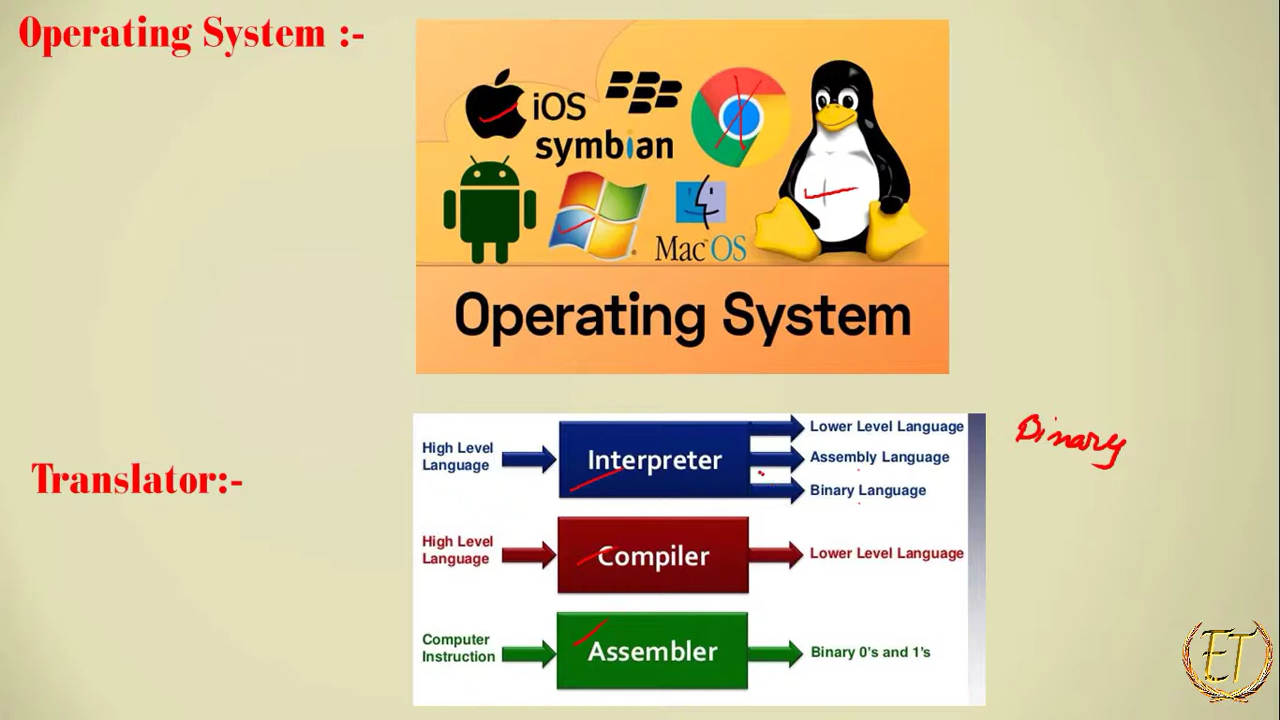 Operating System :-
iOS
symbian
Mac OS
Operating System
Translator:-
High Level
Language
Interpreter
Lower Level Language
Assembly Language
Binary Language
Binary
High Level
Language
Compiler
Lower Level Language
Computer
Instruction
Assembler
Binary 0's and 1's
ET